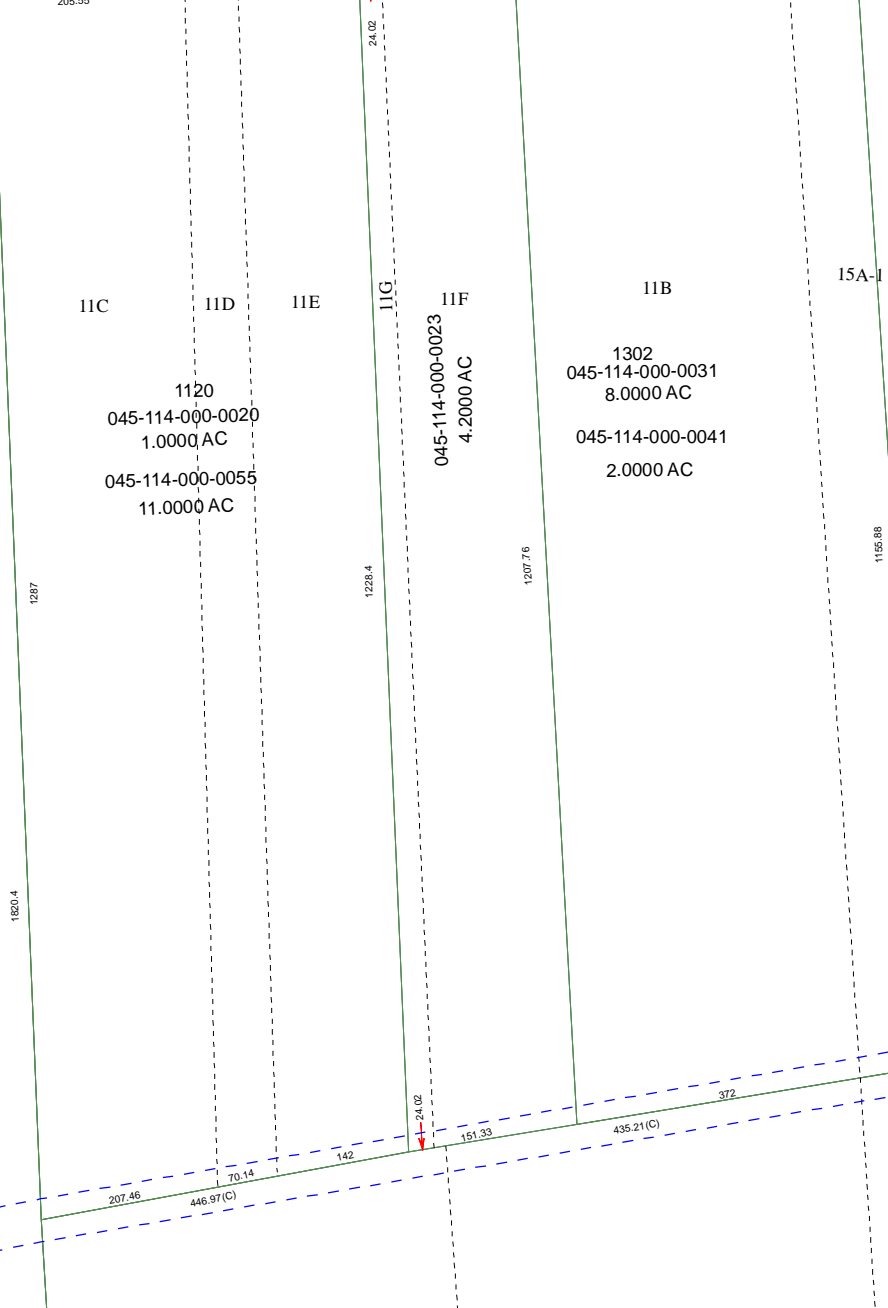 205.55
24.02
11C
11D
11E
11G
11F
11B
15A-1
1120
045-114-000-0020
1.0000 AC
045-114-000-0055
11.0000 AC
045-114-000-0023
4.2000 AC
1302
045-114-000-0031
8.0000 AC
045-114-000-0041
2.0000 AC
1287
1228.4
1207.76
1155.88
1820.4
24.02
207.46
70.14
142
151.33
372
446.97(C)
435.21(C)